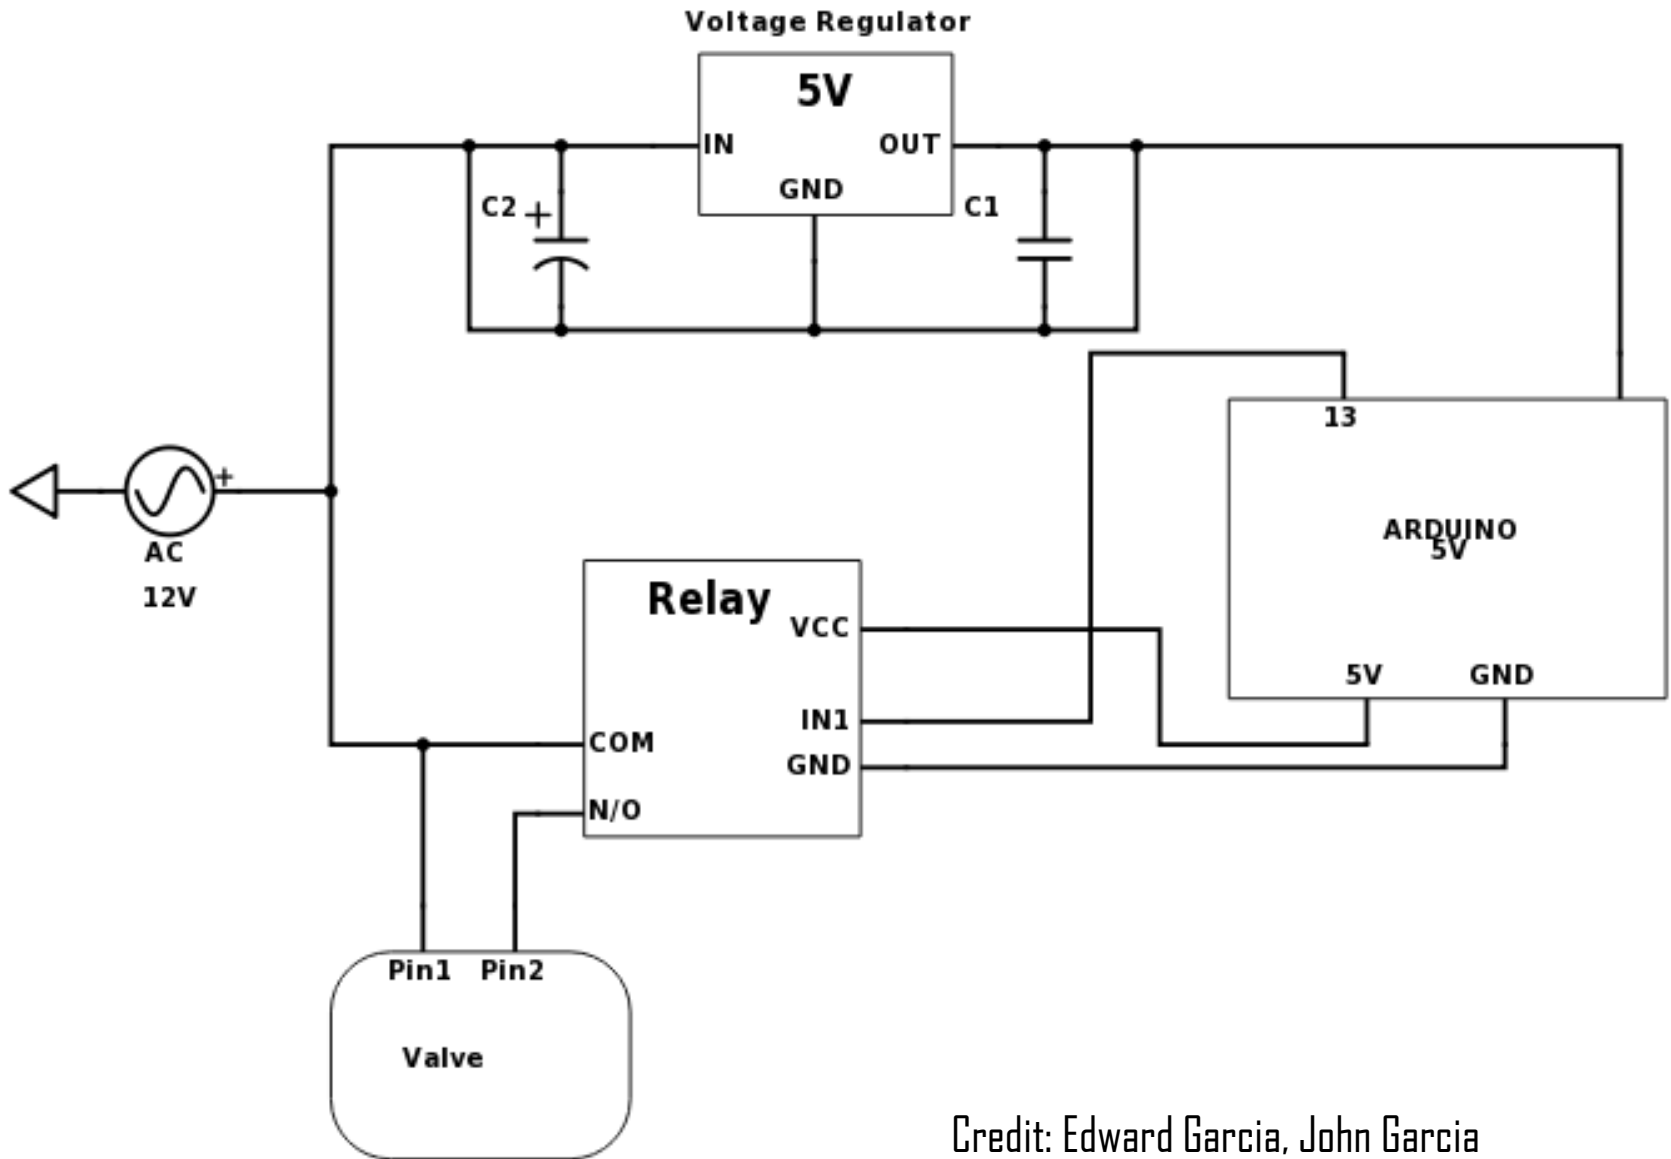 Voltage Regulator
5V
IN
OUT
GND
C2
+
C1
13
+
AC
12V
ARDUINO
5V
Relay
VCC
5V
GND
IN1
COM
GND
N/O
Pin1 Pin2
Valve
Credit: Edward Garcia, John Garcia